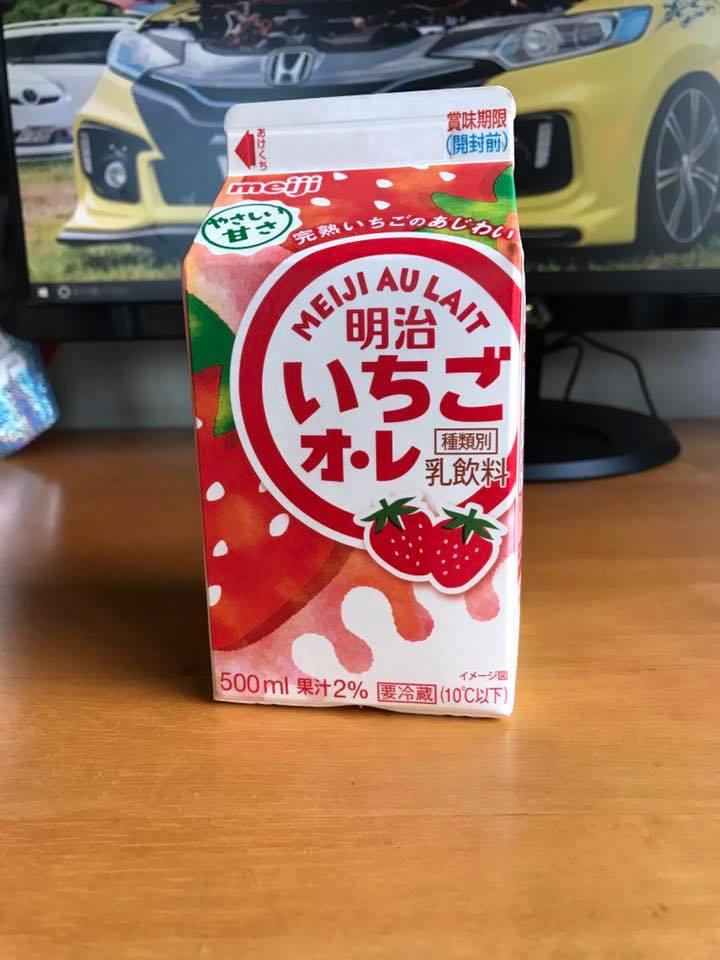 あけくち
賞味期限
(開封前)
meiji
やさしい
甘さ
完熟いちごのあじわい
MEIJI AU LAIT
明治
いちご
オ・レ
種類別
乳飲料
イメージ図
500ml 果汁2% 要冷蔵 (10℃以下)